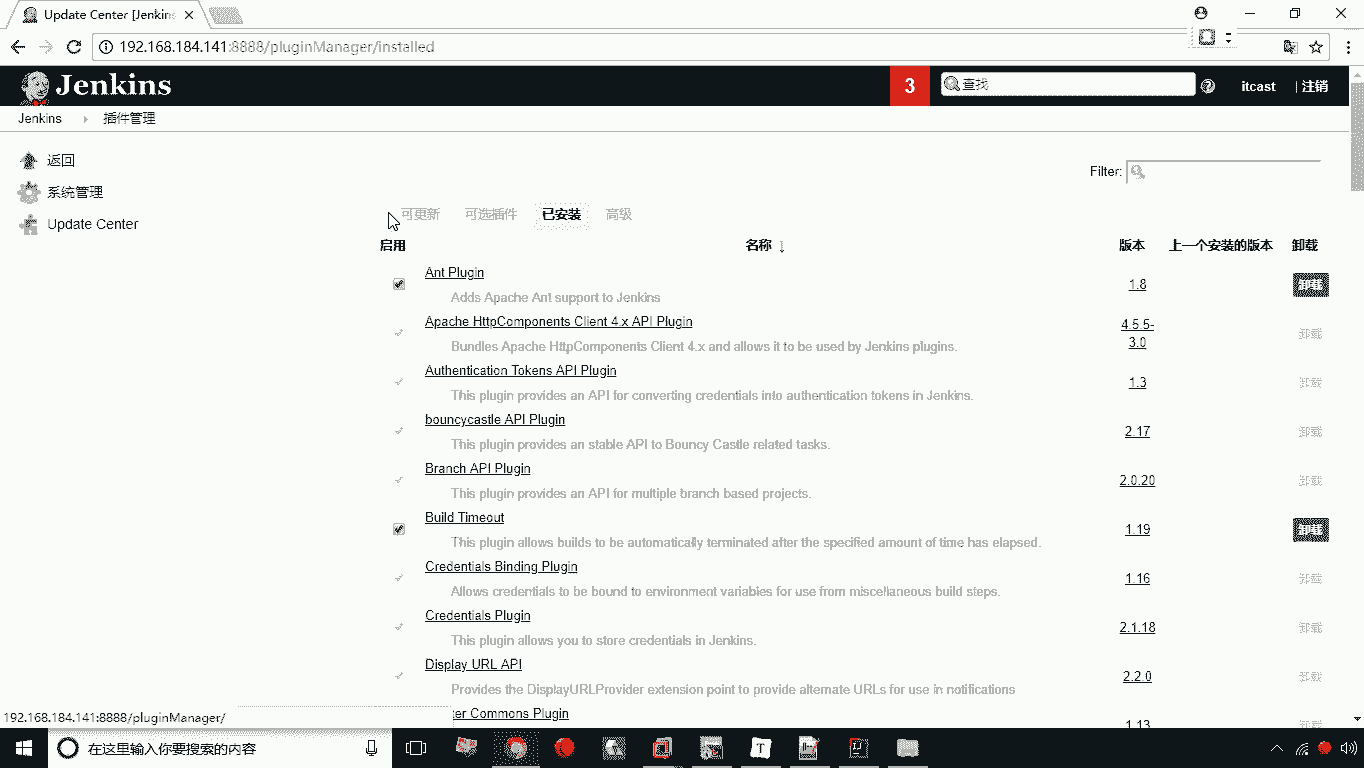 Update Center [Jenkin
192.168.184.141:8888/pluginManager/installed
Jenkins
3
查找
itcast
| 注销
Jenkins
插件管理
返回
系统管理
Update Center
Filter:
可更新
可选插件
已安装
高级
启用
名称 ↓
版本
上一个安装的版本
卸载
Ant Plugin
Adds Apache Ant support to Jenkins
1.8
卸载
Apache HttpComponents Client 4.x API Plugin
Bundles Apache HttpComponents Client 4.x and allows it to be used by Jenkins plugins.
4.5.5-
3.0
卸载
Authentication Tokens API Plugin
This plugin provides an API for converting credentials into authentication tokens in Jenkins.
1.3
卸载
bouncycastle API Plugin
This plugin provides an stable API to Bouncy Castle related tasks.
2.17
卸载
Branch API Plugin
This plugin provides an API for multiple branch based projects.
2.0.20
卸载
Build Timeout
This plugin allows builds to be automatically terminated after the specified amount of time has elapsed.
1.19
卸载
Credentials Binding Plugin
Allows credentials to be bound to environment variables for use from miscellaneous build steps.
1.16
卸载
Credentials Plugin
This plugin allows you to store credentials in Jenkins.
2.1.18
卸载
Display URL API
Provides the DisplayURLProvider extension point to provide alternate URLs for use in notifications
2.2.0
卸载
ter Commons Plugin
1.13
卸载
192.168.184.141:8888/pluginManager/
在这里输入你要搜索的内容